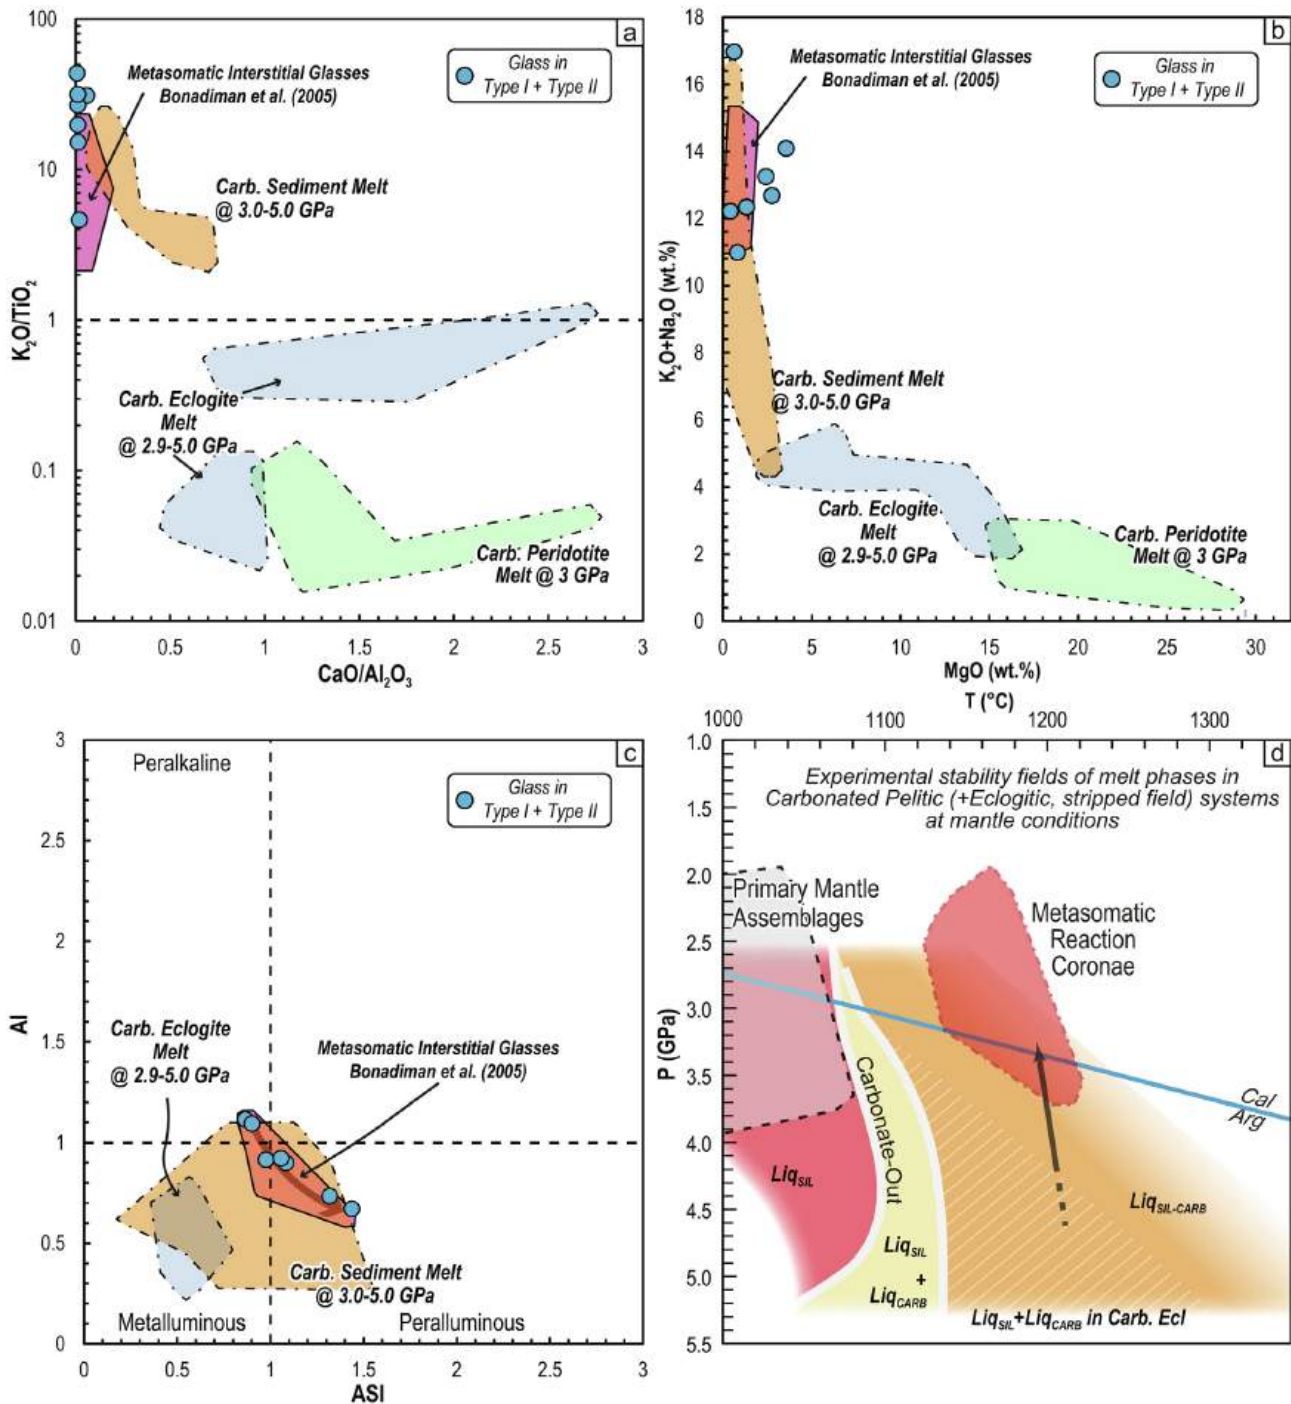 a
100
10
1
0.1
0.01
K₂O/TiO₂
Glass in
Type I + Type II
Metasomatic Interstitial Glasses
Bonadiman et al. (2005)
Carb. Sediment Melt
@ 3.0-5.0 GPa
Carb. Eclogite
Melt
@ 2.9-5.0 GPa
Carb. Peridotite
Melt @ 3 GPa
0 0.5 1 1.5 2 2.5 3
CaO/Al₂O₃
b
18
16
14
12
10
8
6
4
2
0
K₂O+Na₂O (wt.%)
Glass in
Type I + Type II
Metasomatic Interstitial Glasses
Bonadiman et al. (2005)
Carb. Sediment Melt
@ 3.0-5.0 GPa
Carb. Eclogite
Melt
@ 2.9-5.0 GPa
Carb. Peridotite
Melt @ 3 GPa
0 5 10 15 20 25 30
MgO (wt.%)
c
3
2.5
2
1.5
1
0.5
0
AI
Peralkaline
Glass in
Type I + Type II
Carb. Eclogite
Melt
@ 2.9-5.0 GPa
Metasomatic Interstitial Glasses
Bonadiman et al. (2005)
Carb. Sediment Melt
@ 3.0-5.0 GPa
Metalluminous
Peralluminous
0 0.5 1 1.5 2 2.5 3
ASI
T (°C)
1000 1100 1200 1300
d
1.0
2.0
2.5
3.0
3.5
4.0
4.5
5.0
5.5
P (GPa)
Experimental stability fields of melt phases in
Carbonated Pelitic (+Eclogitic, stripped field) systems
at mantle conditions
Primary Mantle
Assemblages
Metasomatic
Reaction
Coronae
Carbonate-Out
Cal
Arg
Liq_SIL
Liq_SIL-CARB
Liq_SIL
+
Liq_CARB
Liq_SIL+Liq_CARB in Carb. Ecl